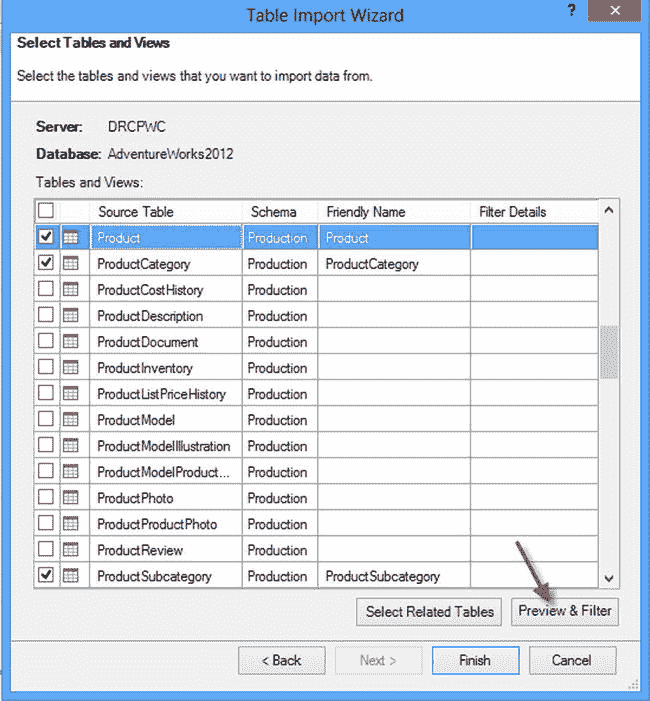 Table Import Wizard
?
Select Tables and Views
Select the tables and views that you want to import data from.
Server: DRCPWC
Database: AdventureWorks2012
Tables and Views:
Source Table Schema Friendly Name Filter Details
Product Production Product
ProductCategory Production ProductCategory
ProductCostHistory Production
ProductDescription Production
ProductDocument Production
ProductInventory Production
ProductListPriceHistory Production
ProductModel Production
ProductModelIllustration Production
ProductModelProduct... Production
ProductPhoto Production
ProductProductPhoto Production
ProductReview Production
ProductSubcategory Production ProductSubcategory
Select Related Tables Preview & Filter
< Back Next > Finish Cancel